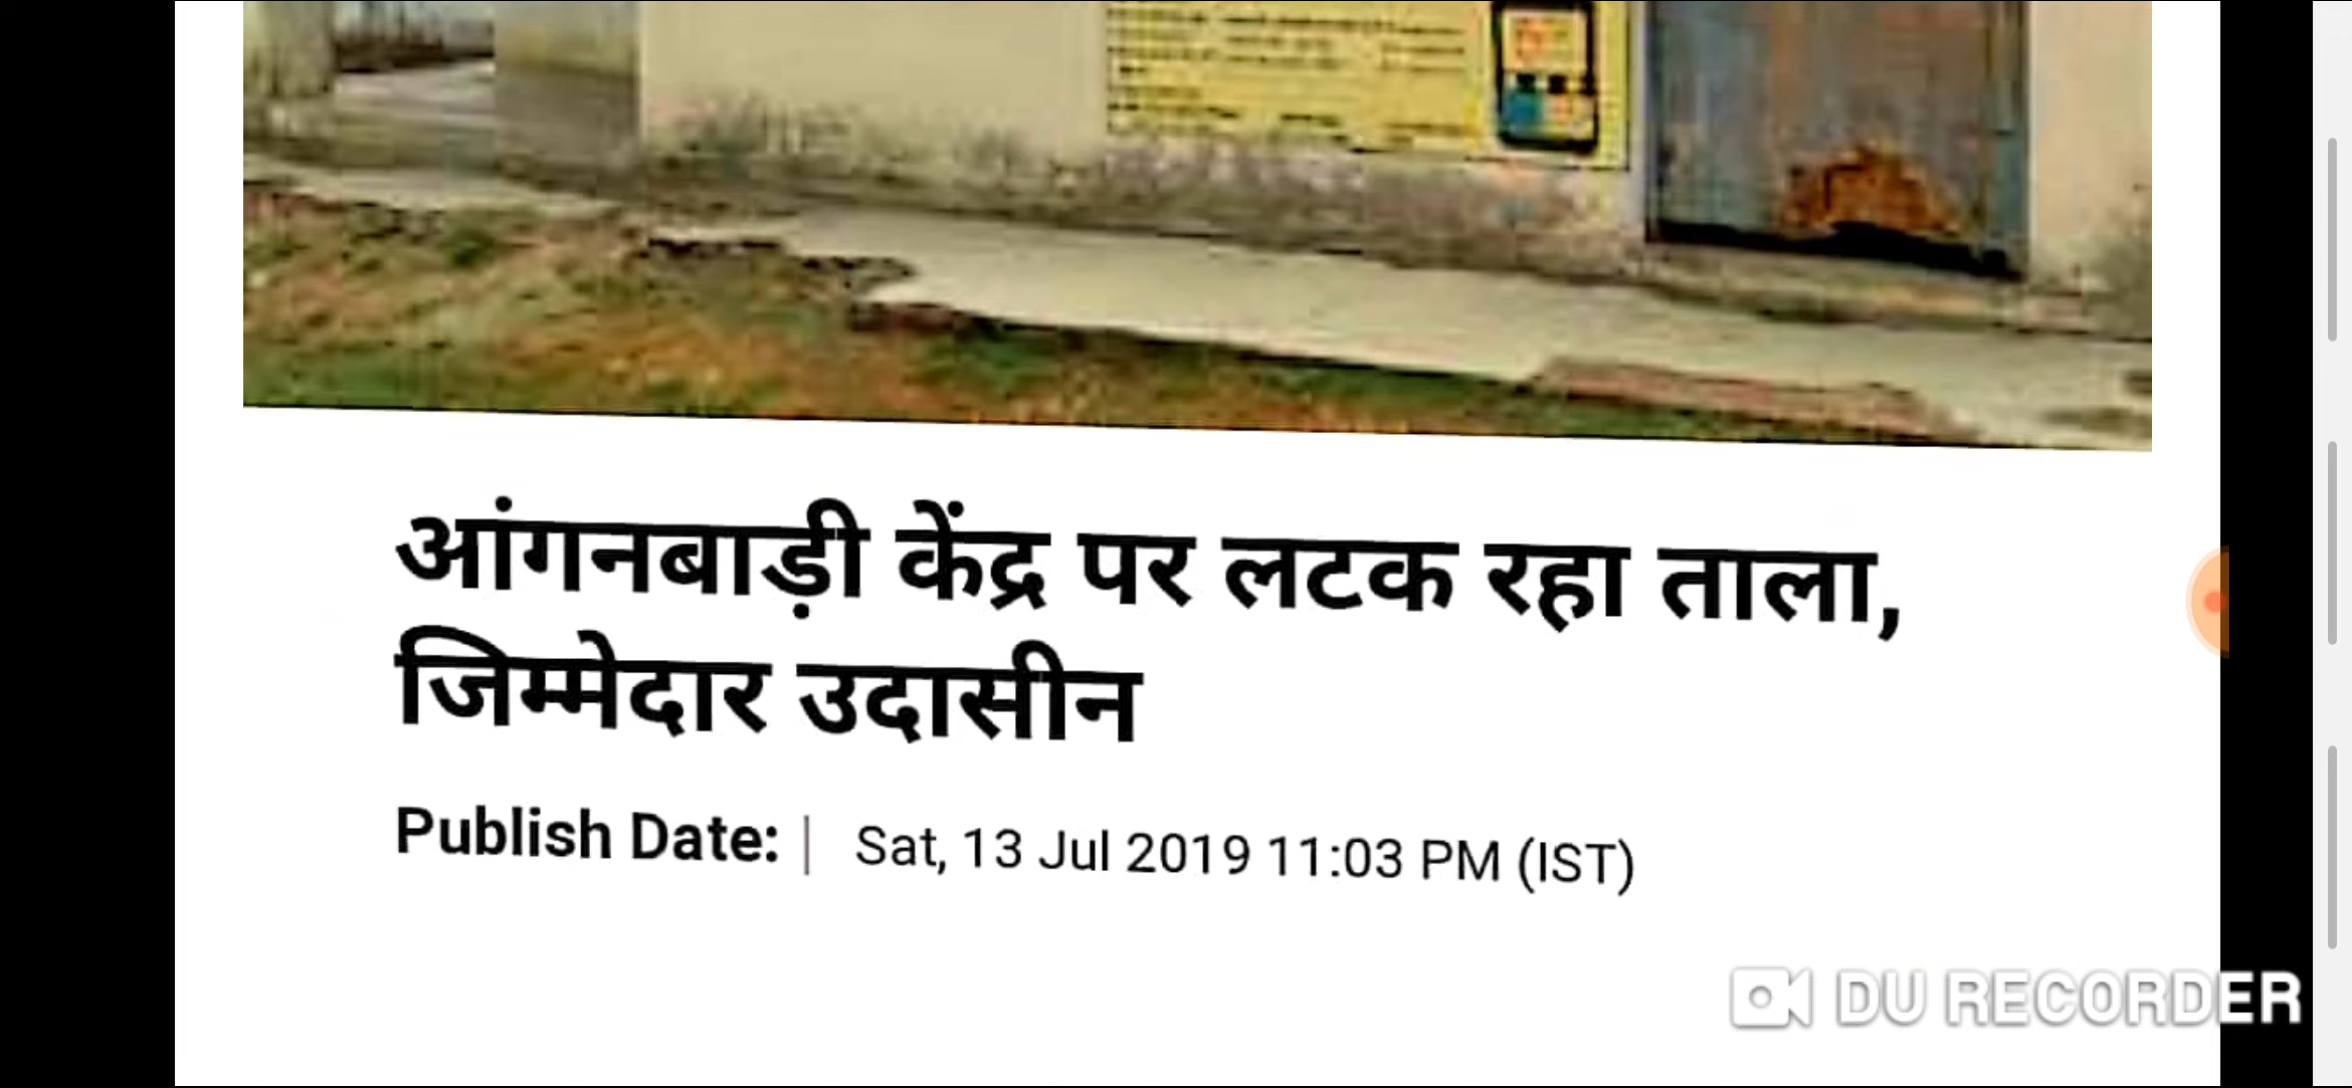 आंगनबाड़ी केंद्र पर लटक रहा ताला,
जिम्मेदार उदासीन
Publish Date: | Sat, 13 Jul 2019 11:03 PM (IST)
DU RECORDER